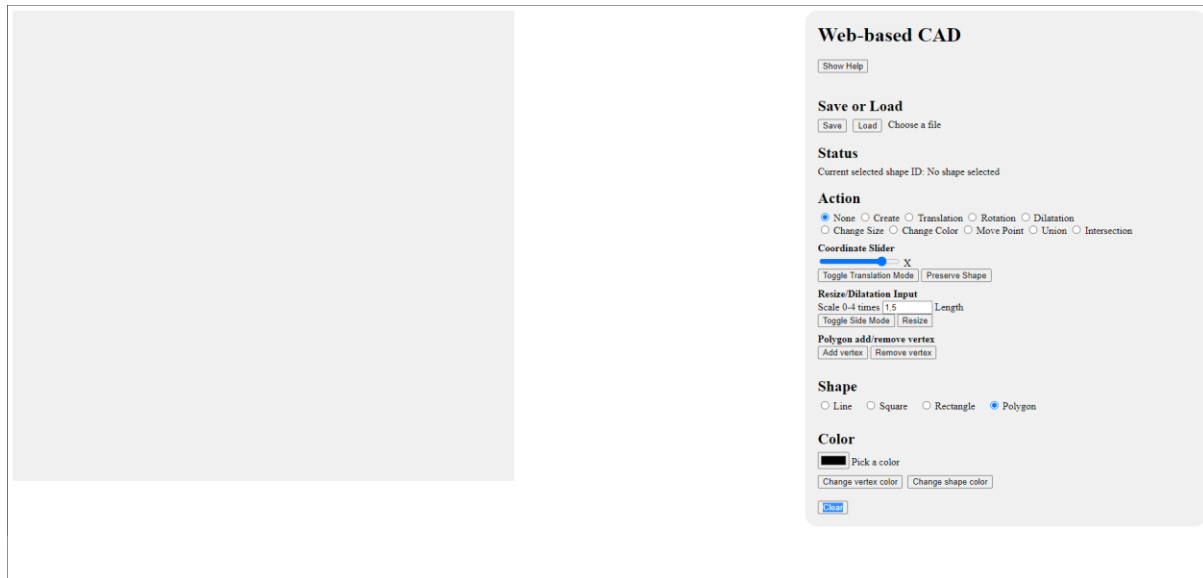 Web-based CAD
Show Help
Save or Load
Save Load Choose a file
Status
Current selected shape ID: No shape selected
Action
None Create Translation Rotation Dilatation
Change Size Change Color Move Point Union Intersection
Coordinate Slider
X
Toggle Translation Mode Preserve Shape
Resize/Dilatation Input
Scale 0-4 times 1.5 Length
Toggle Side Mode Resize
Polygon add/remove vertex
Add vertex Remove vertex
Shape
Line Square Rectangle Polygon
Color
Pick a color
Change vertex color Change shape color
Clear